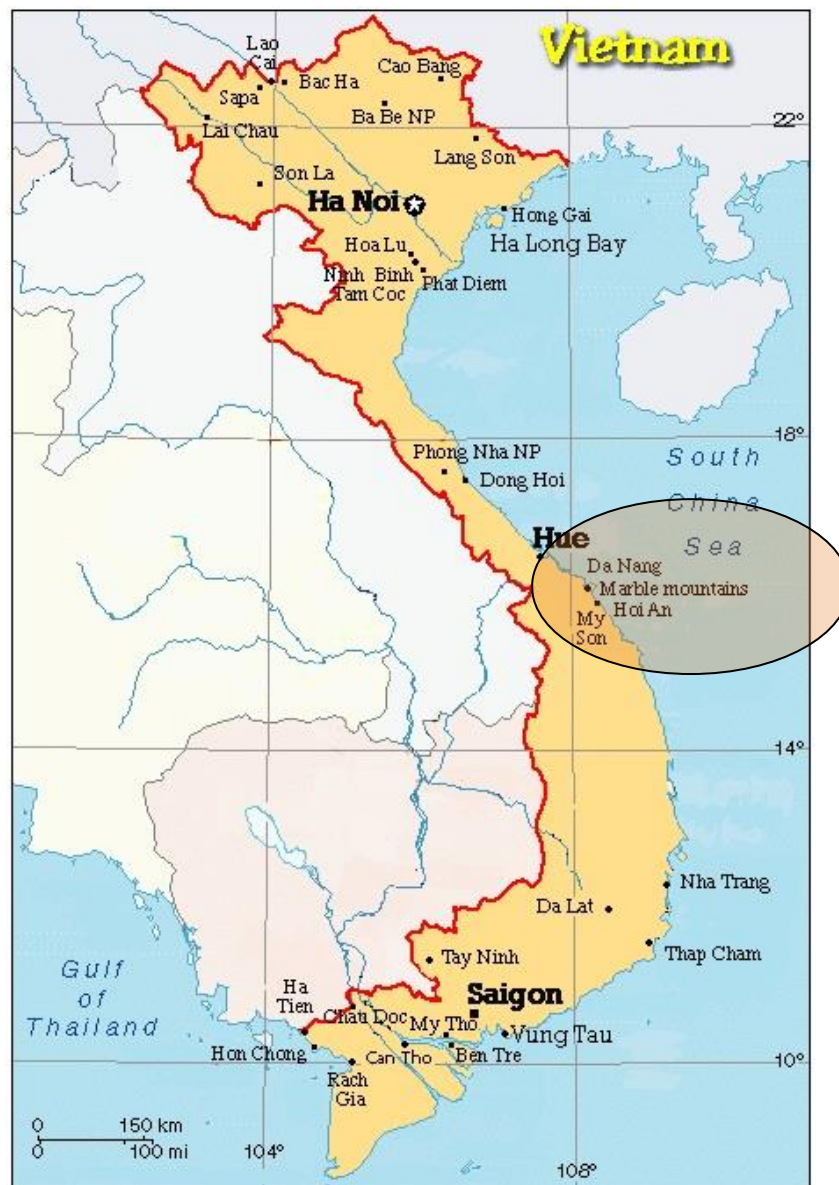 Vietnam
Lao
Cai
Bac Ha
Cao Bang
Sapa
Ba Be NP
Lai Chau
22°
Lang Son
Son La
Ha Noi
Hong Gai
Ha Long Bay
Hoa Lu
Ninh Binh
Tam Coc
Phat Diem
18°
Phong Nha NP
Dong Hoi
South
China
Sea
Hue
Da Nang
Marble mountains
Hoi An
My
Son
14°
Nha Trang
Da Lat
Thap Cham
Tay Ninh
Gulf
of
Thailand
Ha
Tien
Saigon
Chau Doc
My Tho
Vung Tau
Hon Chong
Can Tho
Ben Tre
10°
Rach
Gia
0 150 km
0 100 mi
104°
108°